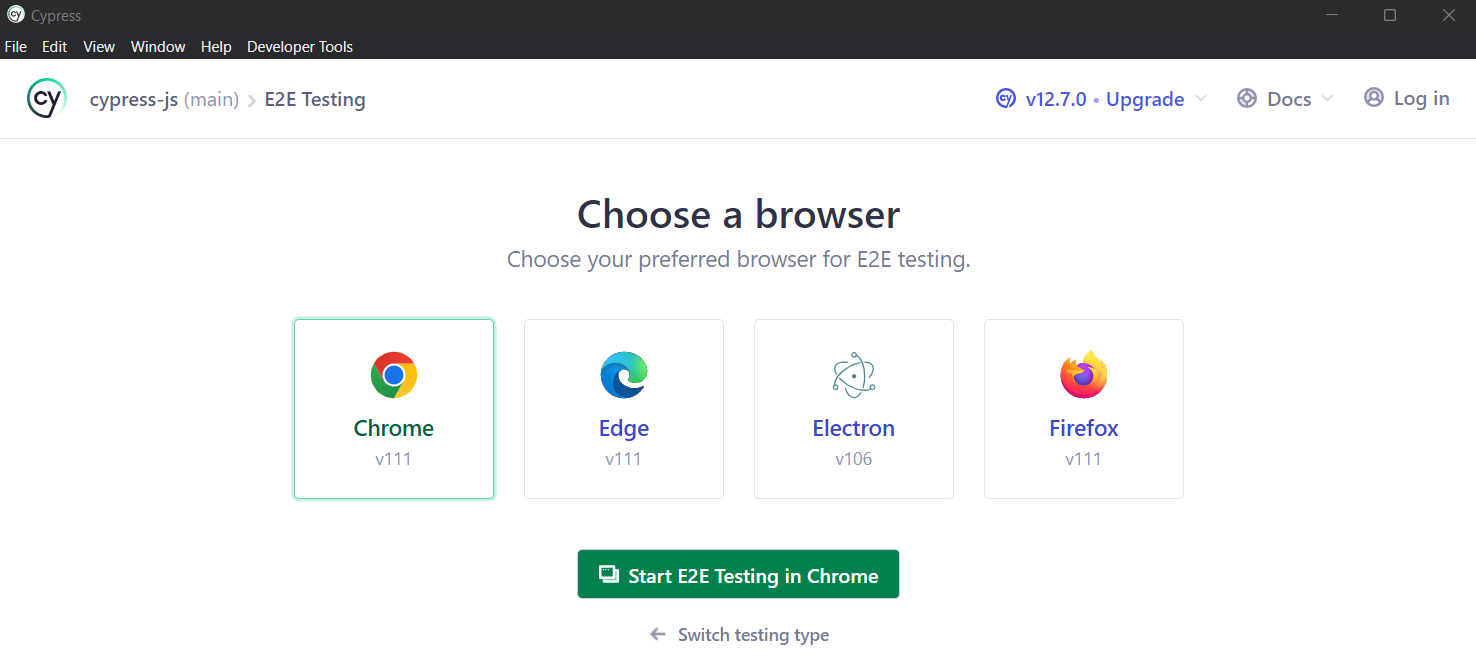 cy Cypress
File Edit View Window Help Developer Tools
cy cypress-js (main) > E2E Testing cy v12.7.0 • Upgrade Docs Log in
Choose a browser
Choose your preferred browser for E2E testing.
Chrome Edge Electron Firefox
v111 v111 v106 v111
Start E2E Testing in Chrome
← Switch testing type